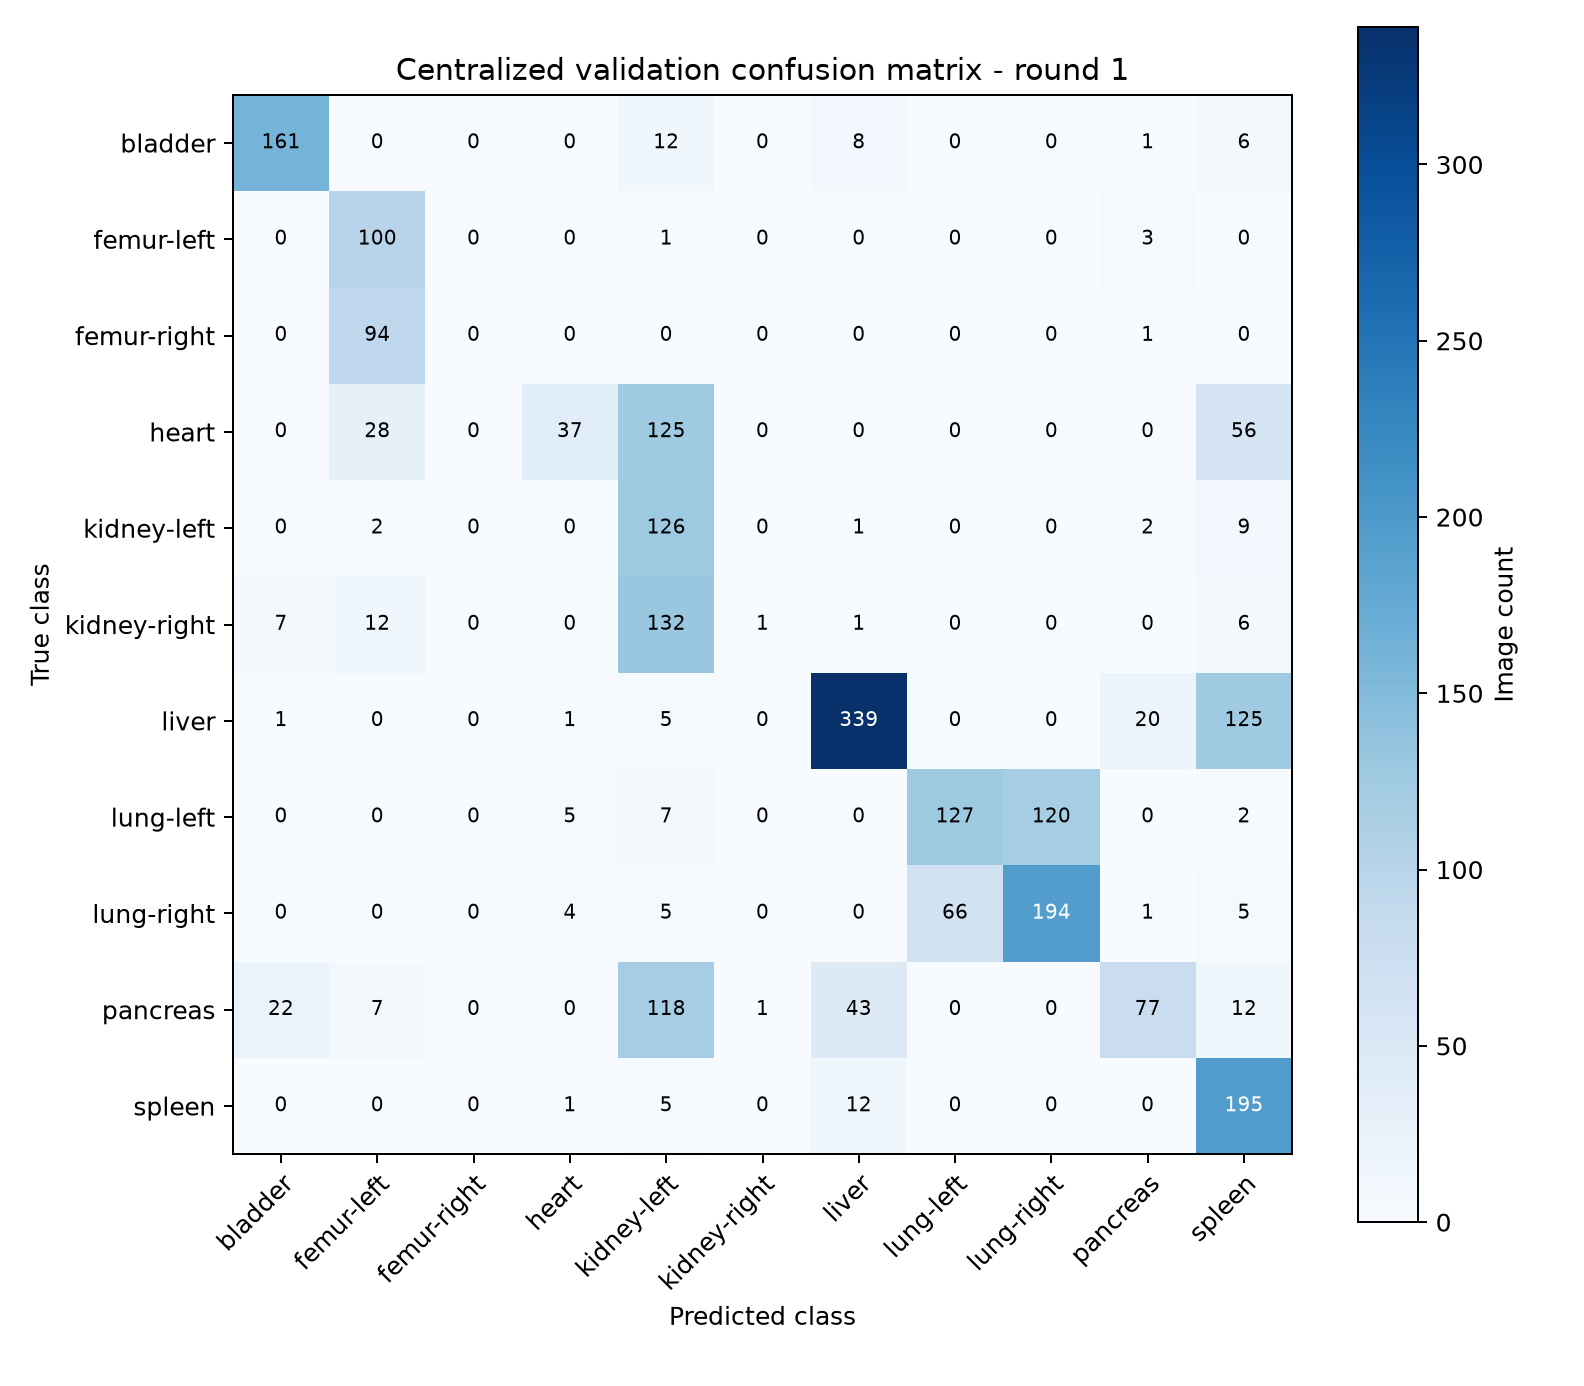 Centralized validation confusion matrix - round 1
bladder 161 0 0 0 12 0 8 0 0 1 6
femur-left 0 100 0 0 1 0 0 0 0 3 0
femur-right 0 94 0 0 0 0 0 0 0 1 0
heart 0 28 0 37 125 0 0 0 0 0 56
kidney-left 0 2 0 0 126 0 1 0 0 2 9
kidney-right 7 12 0 0 132 1 1 0 0 0 6
liver 1 0 0 1 5 0 339 0 0 20 125
lung-left 0 0 0 5 7 0 0 127 120 0 2
lung-right 0 0 0 4 5 0 0 66 194 1 5
pancreas 22 7 0 0 118 1 43 0 0 77 12
spleen 0 0 0 1 5 0 12 0 0 0 195
True class
bladder femur-left femur-right heart kidney-left kidney-right liver lung-left lung-right pancreas spleen
Predicted class
300
250
200
150
100
50
0
Image count